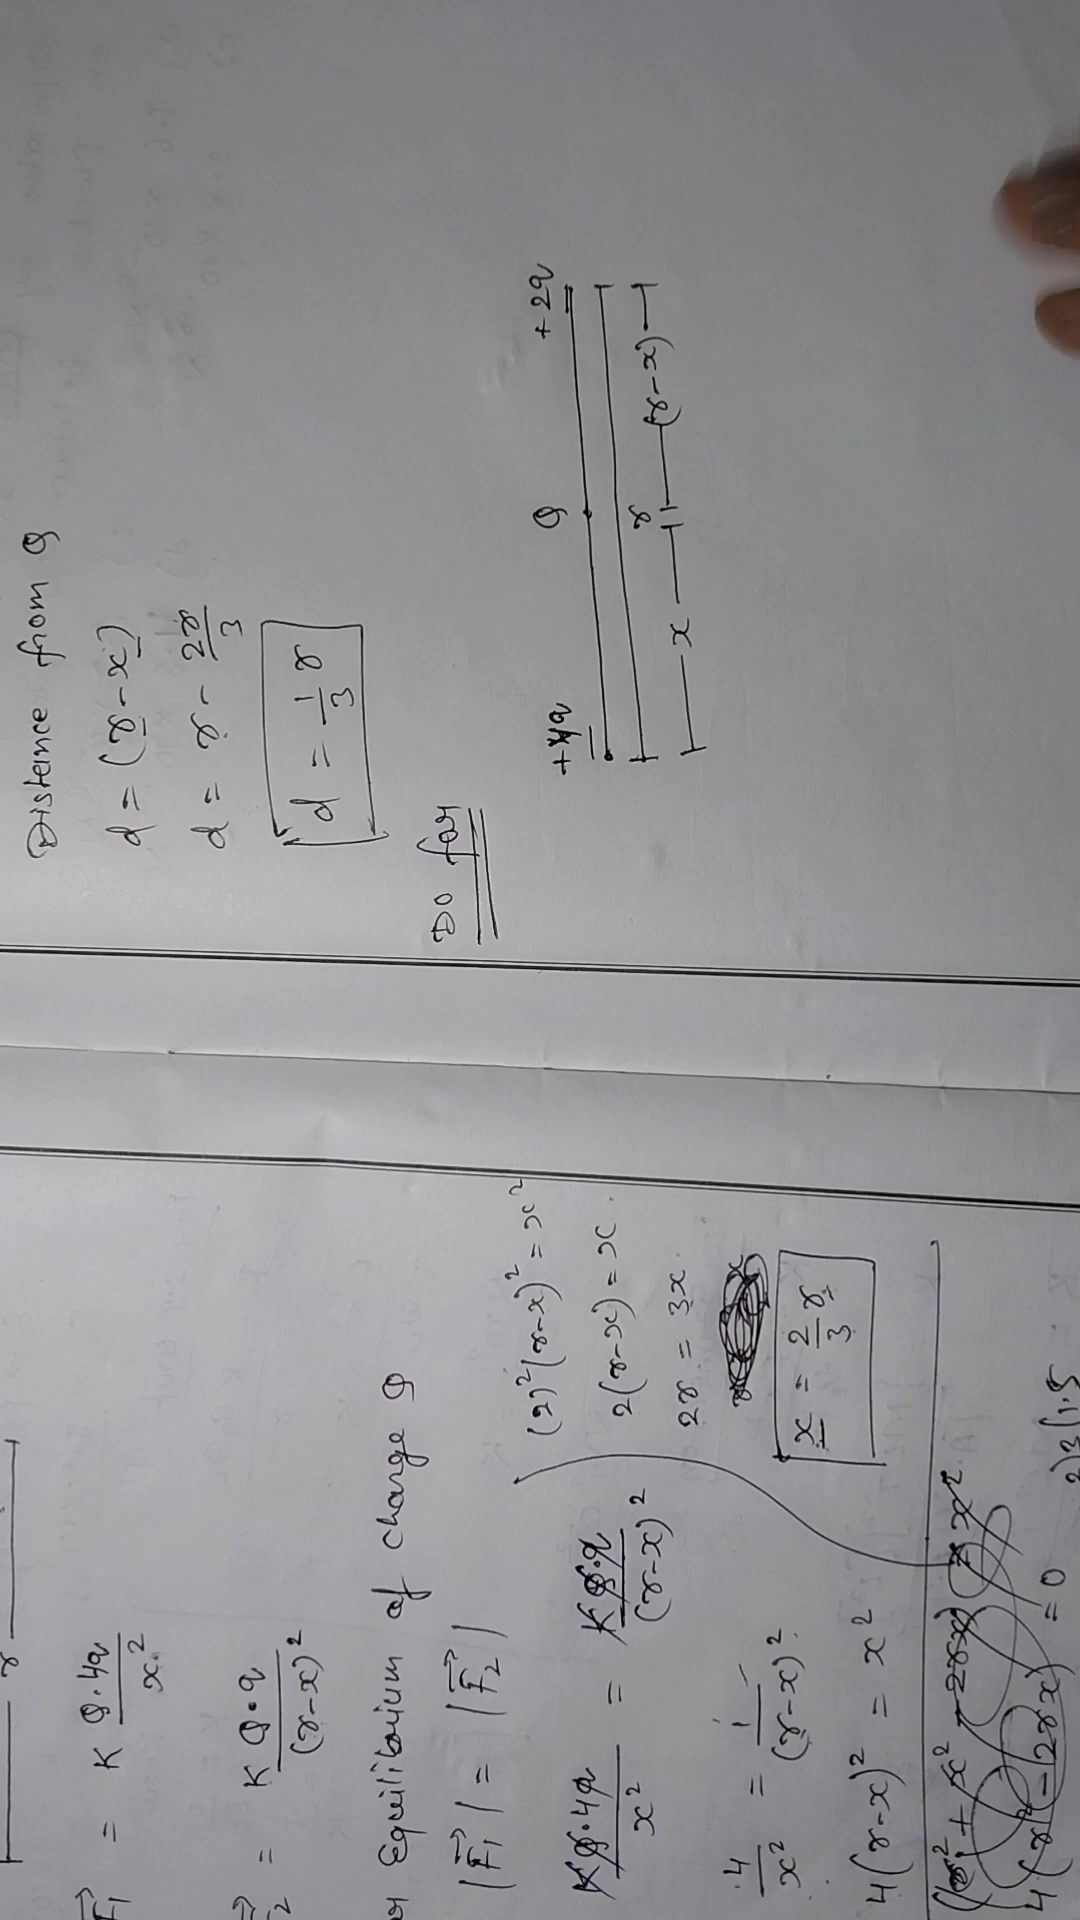 r
F₁ = K Q·4q / x²
= K Q·q / (r-x)²
Equilibrium of charge Q
|F₁| = |F₂|
K Q·4q / x² = K Q·q / (r-x)²
4 / x² = 1 / (r-x)²
4(r-x)² = x²
(2)²(r-x)² = x²
2(r-x) = x
2r = 3x
x = 2/3 r
Distance from Q
d = (r-x)
d = r - 2r/3
d = 1/3 r
Do for
+4q Q +2q
r
x (r-x)